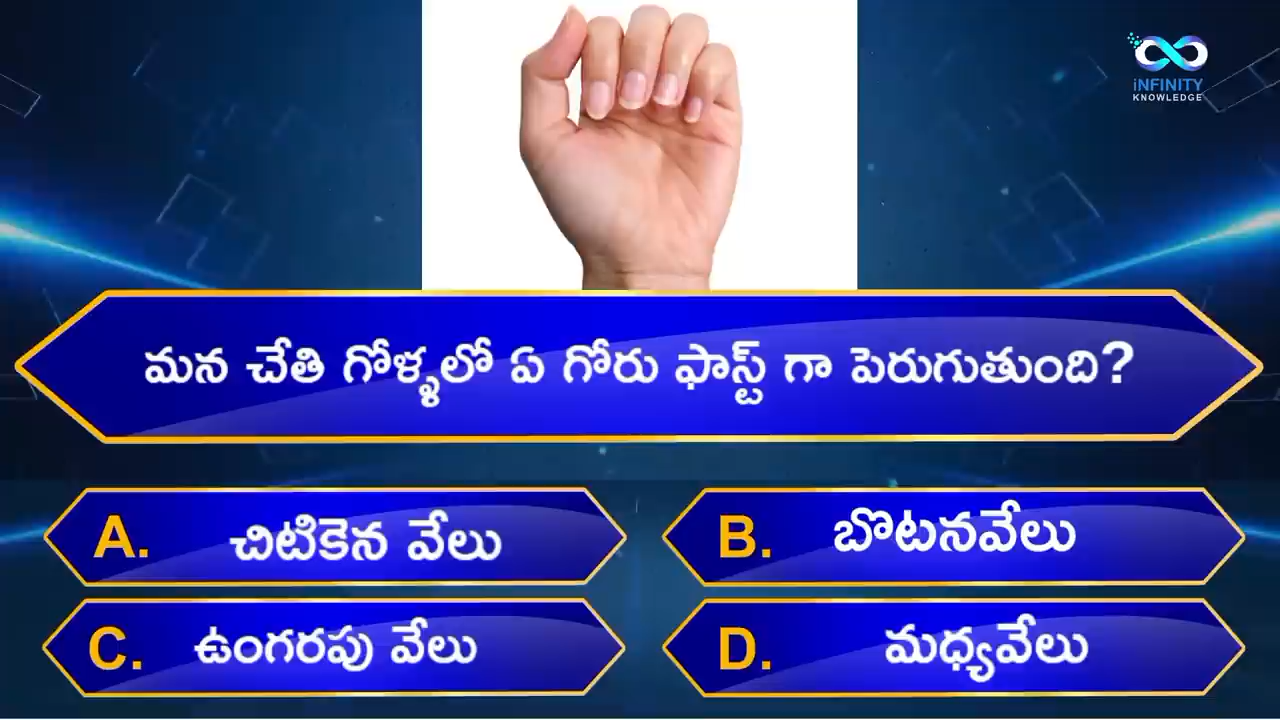 iNFINITY
KNOWLEDGE
మన చేతి గోళ్ళలో ఏ గోరు ఫాస్ట్ గా పెరుగుతుంది?
A. చిటికెన వేలు
B. బొటనవేలు
C. ఉంగరపు వేలు
D. మధ్యవేలు